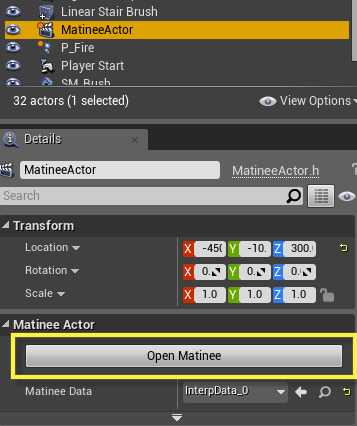 Linear Stair Brush
MatineeActor
P_Fire
Player Start
SM_Bush
32 actors (1 selected)
View Options
Details
MatineeActor
MatineeActor.h
Search
Transform
Location X -450 Y -10. Z 300.
Rotation X 0. Y 0. Z 0.
Scale X 1.0 Y 1.0 Z 1.0
Matinee Actor
Open Matinee
Matinee Data InterpData_0